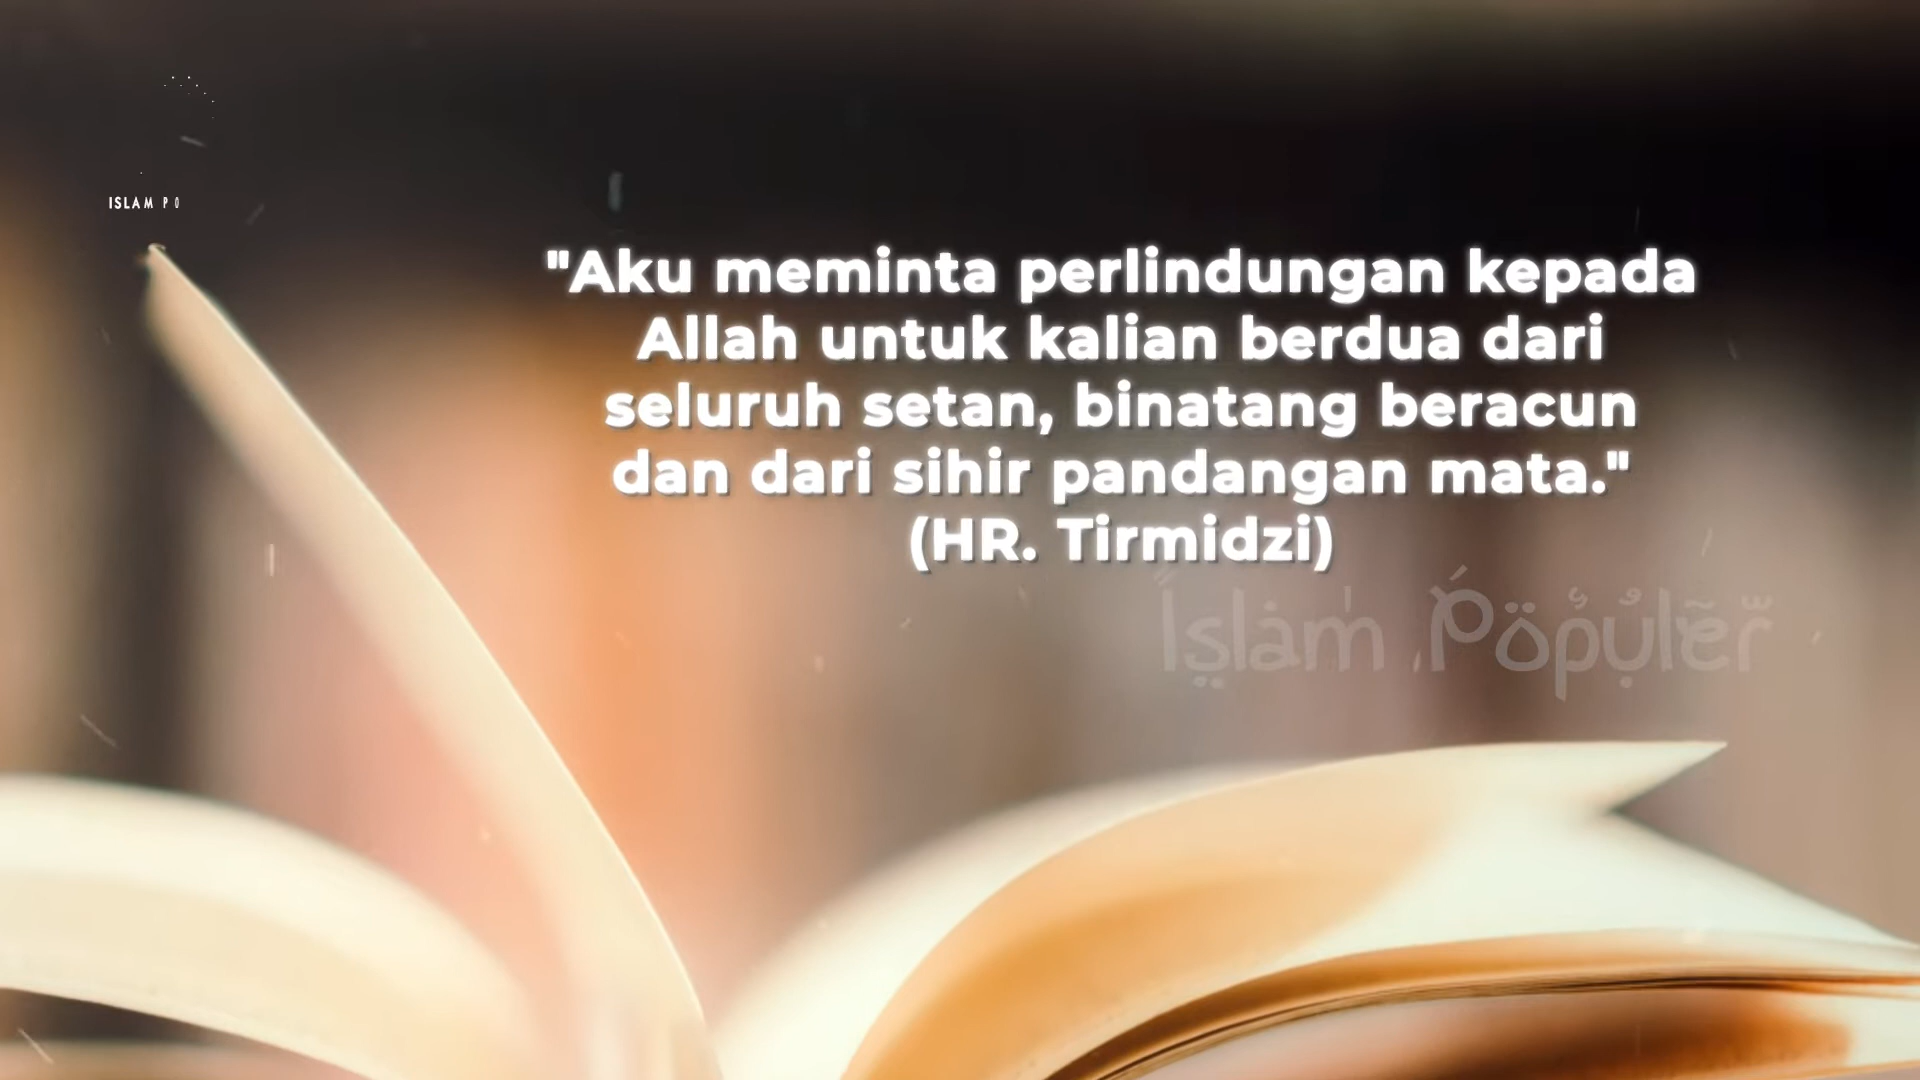 ISLAM PO
"Aku meminta perlindungan kepada
Allah untuk kalian berdua dari
seluruh setan, binatang beracun
dan dari sihir pandangan mata."
(HR. Tirmidzi)
Islam Populer